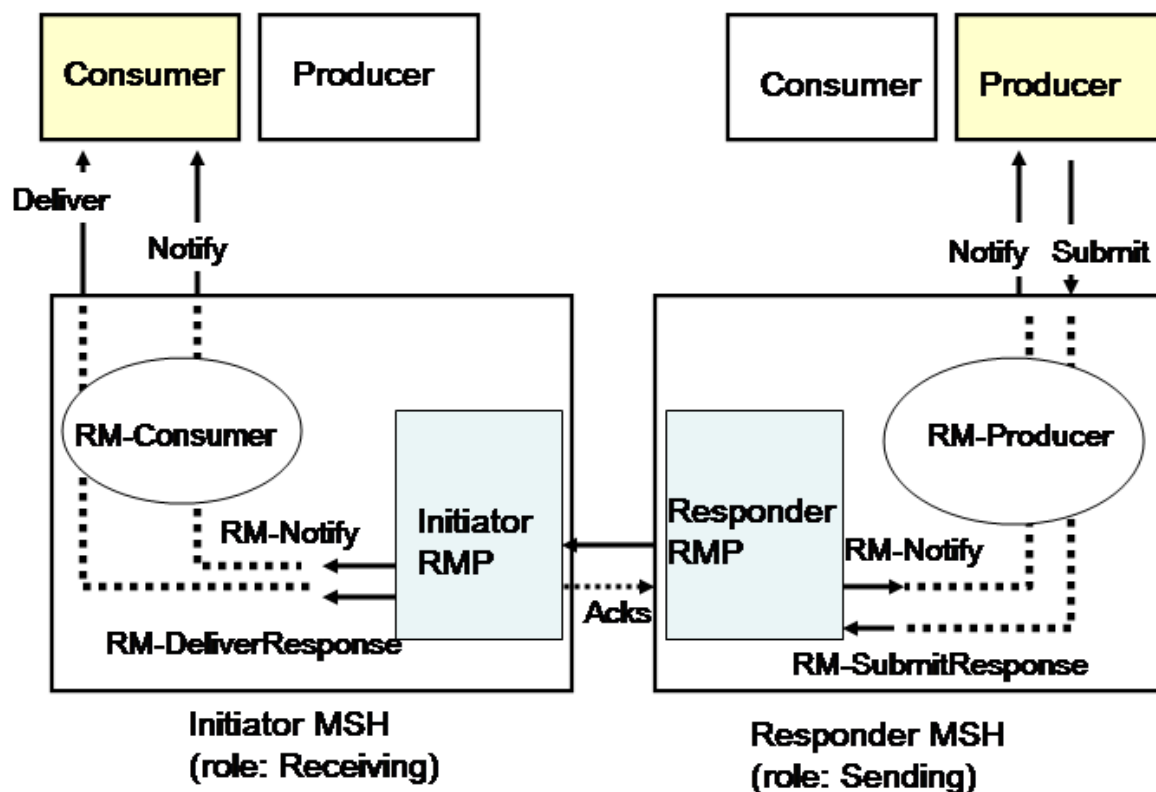 Consumer
Producer
Consumer
Producer
Deliver
Notify
Notify
Submit
RM-Consumer
RM-Producer
Initiator
RMP
Responder
RMP
RM-Notify
RM-Notify
Acks
RM-DeliverResponse
RM-SubmitResponse
Initiator MSH
(role: Receiving)
Responder MSH
(role: Sending)